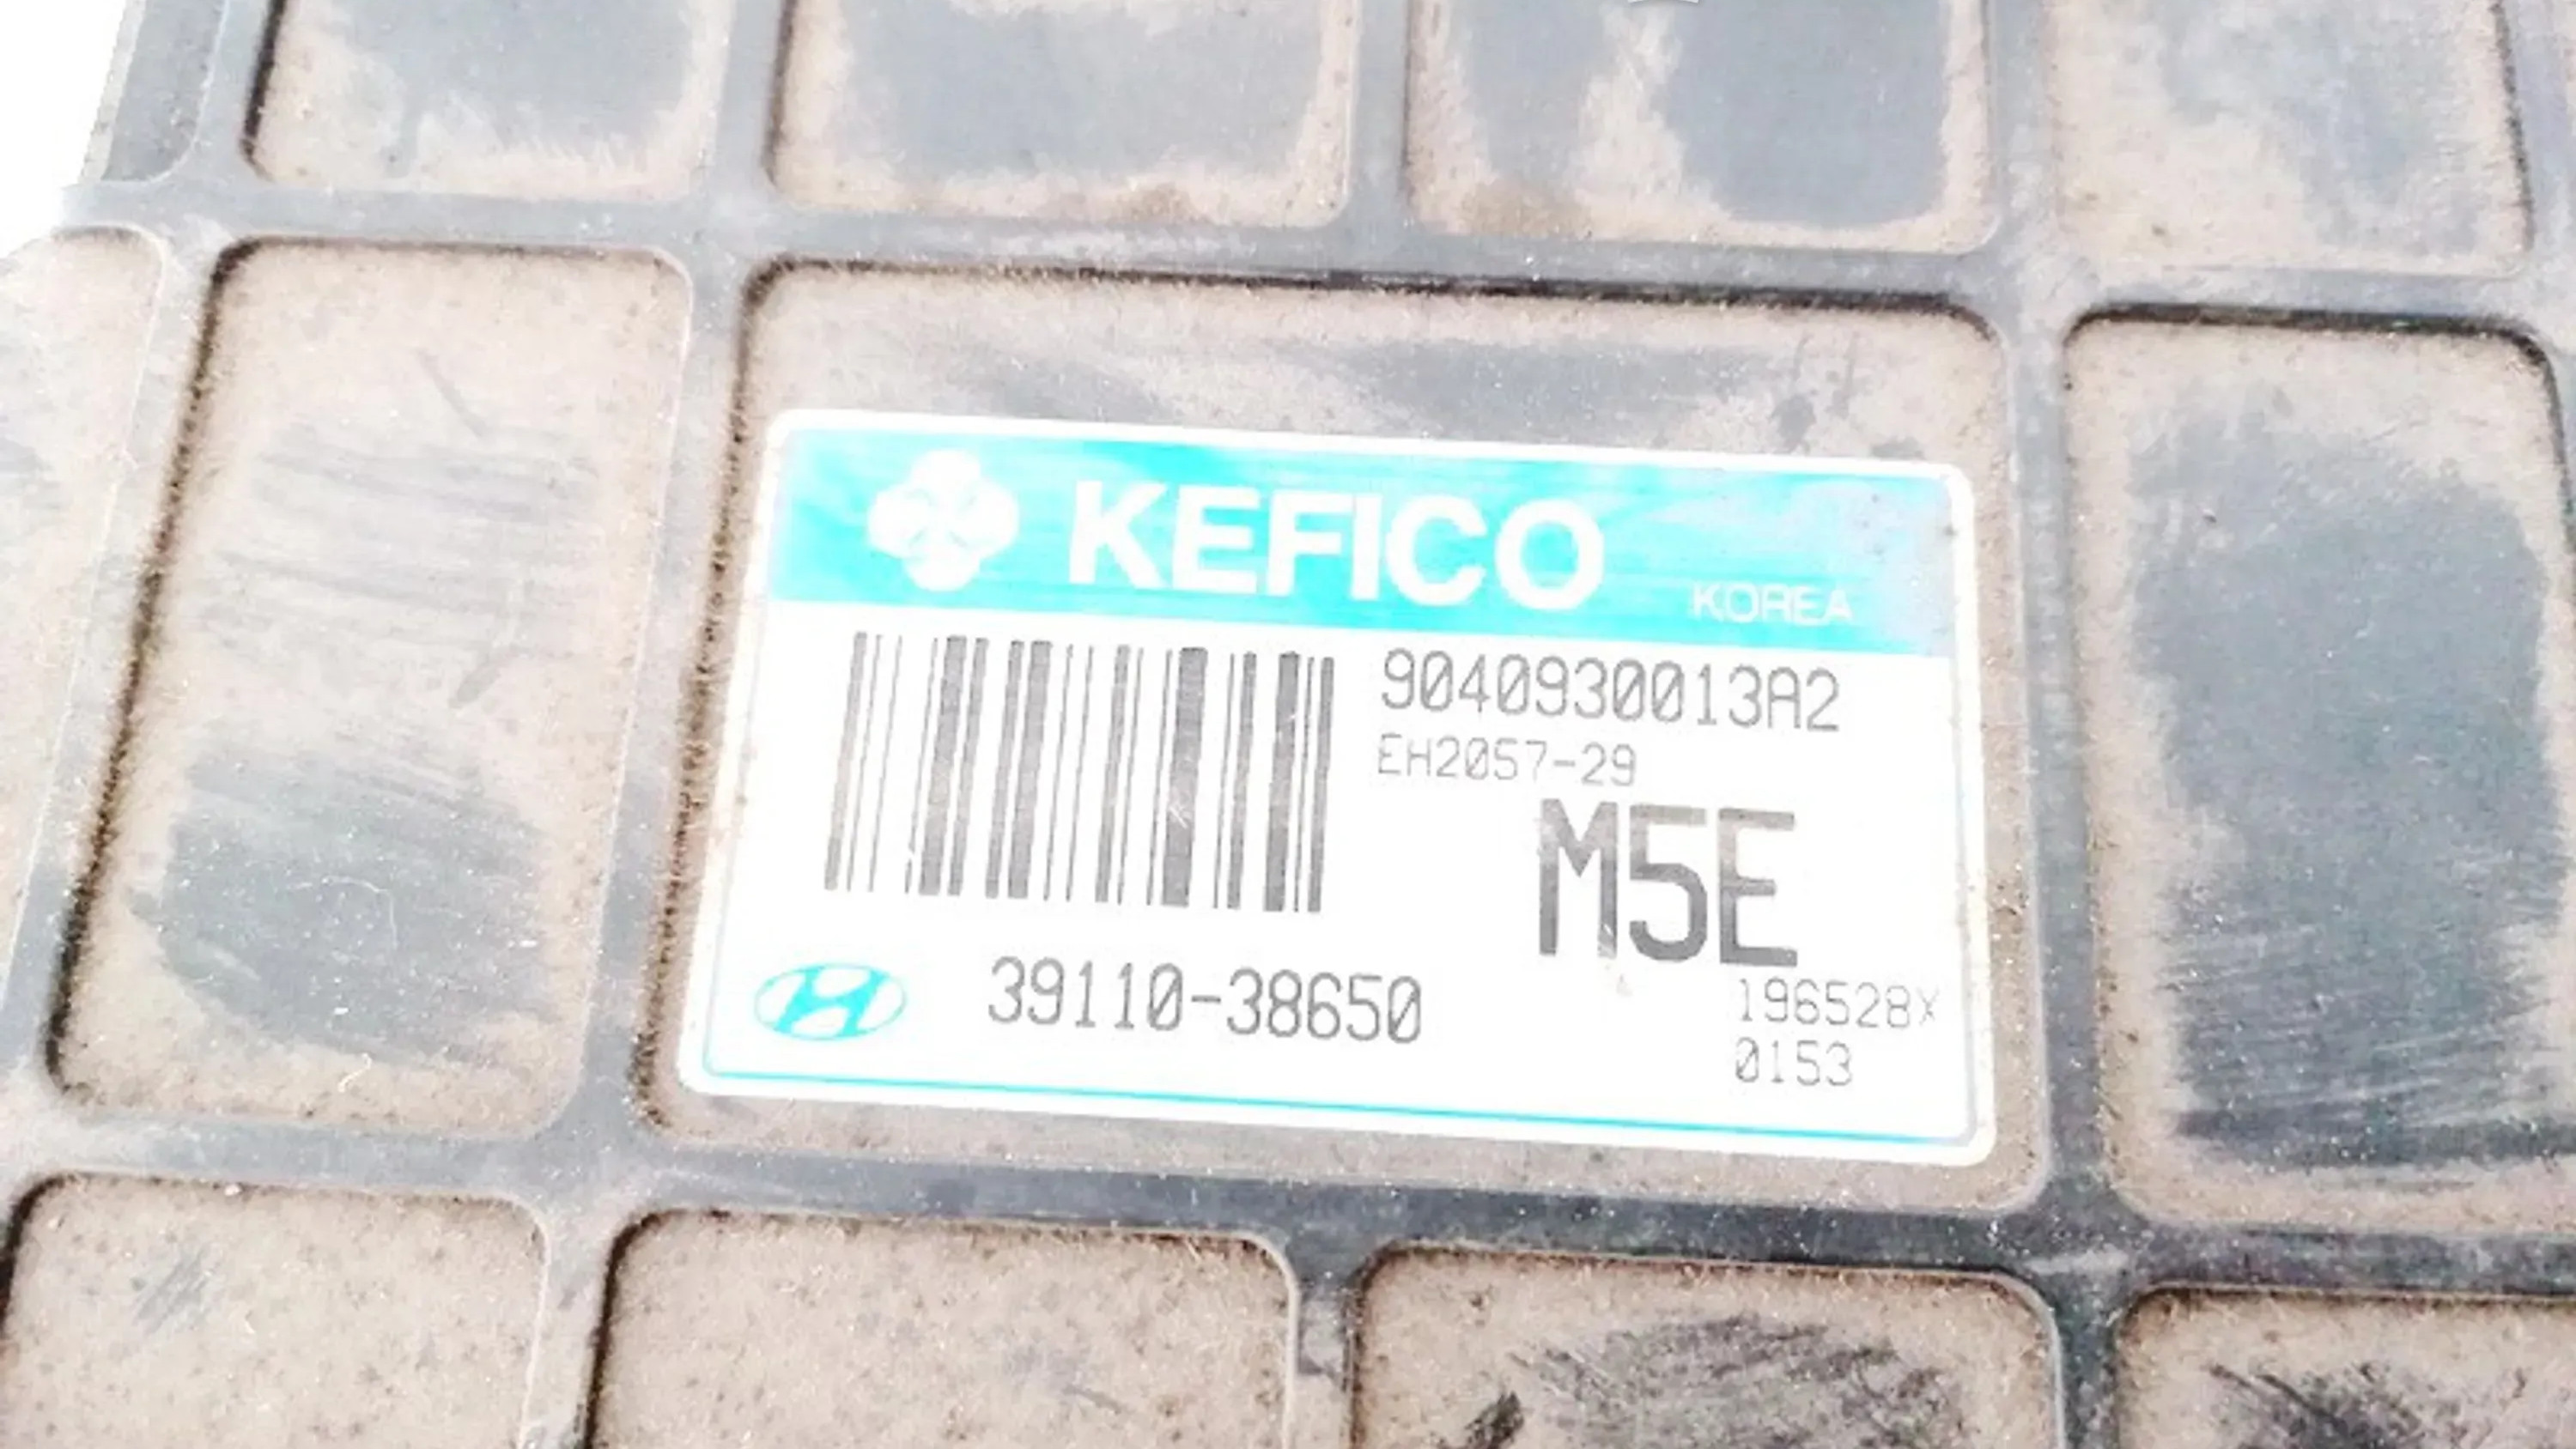 KEFICO KOREA
9040930013A2
EH2057-29
M5E
39110-38650
196528X
0153